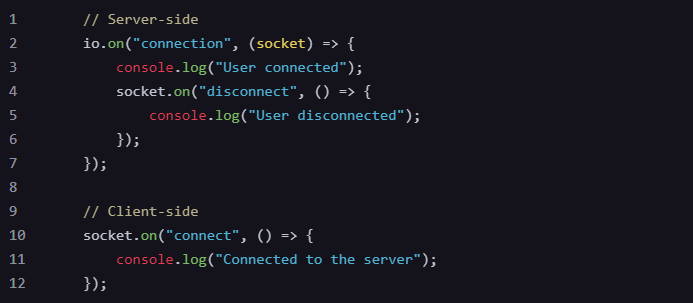 1 // Server-side
2 io.on("connection", (socket) => {
3 console.log("User connected");
4 socket.on("disconnect", () => {
5 console.log("User disconnected");
6 });
7 });
8
9 // Client-side
10 socket.on("connect", () => {
11 console.log("Connected to the server");
12 });